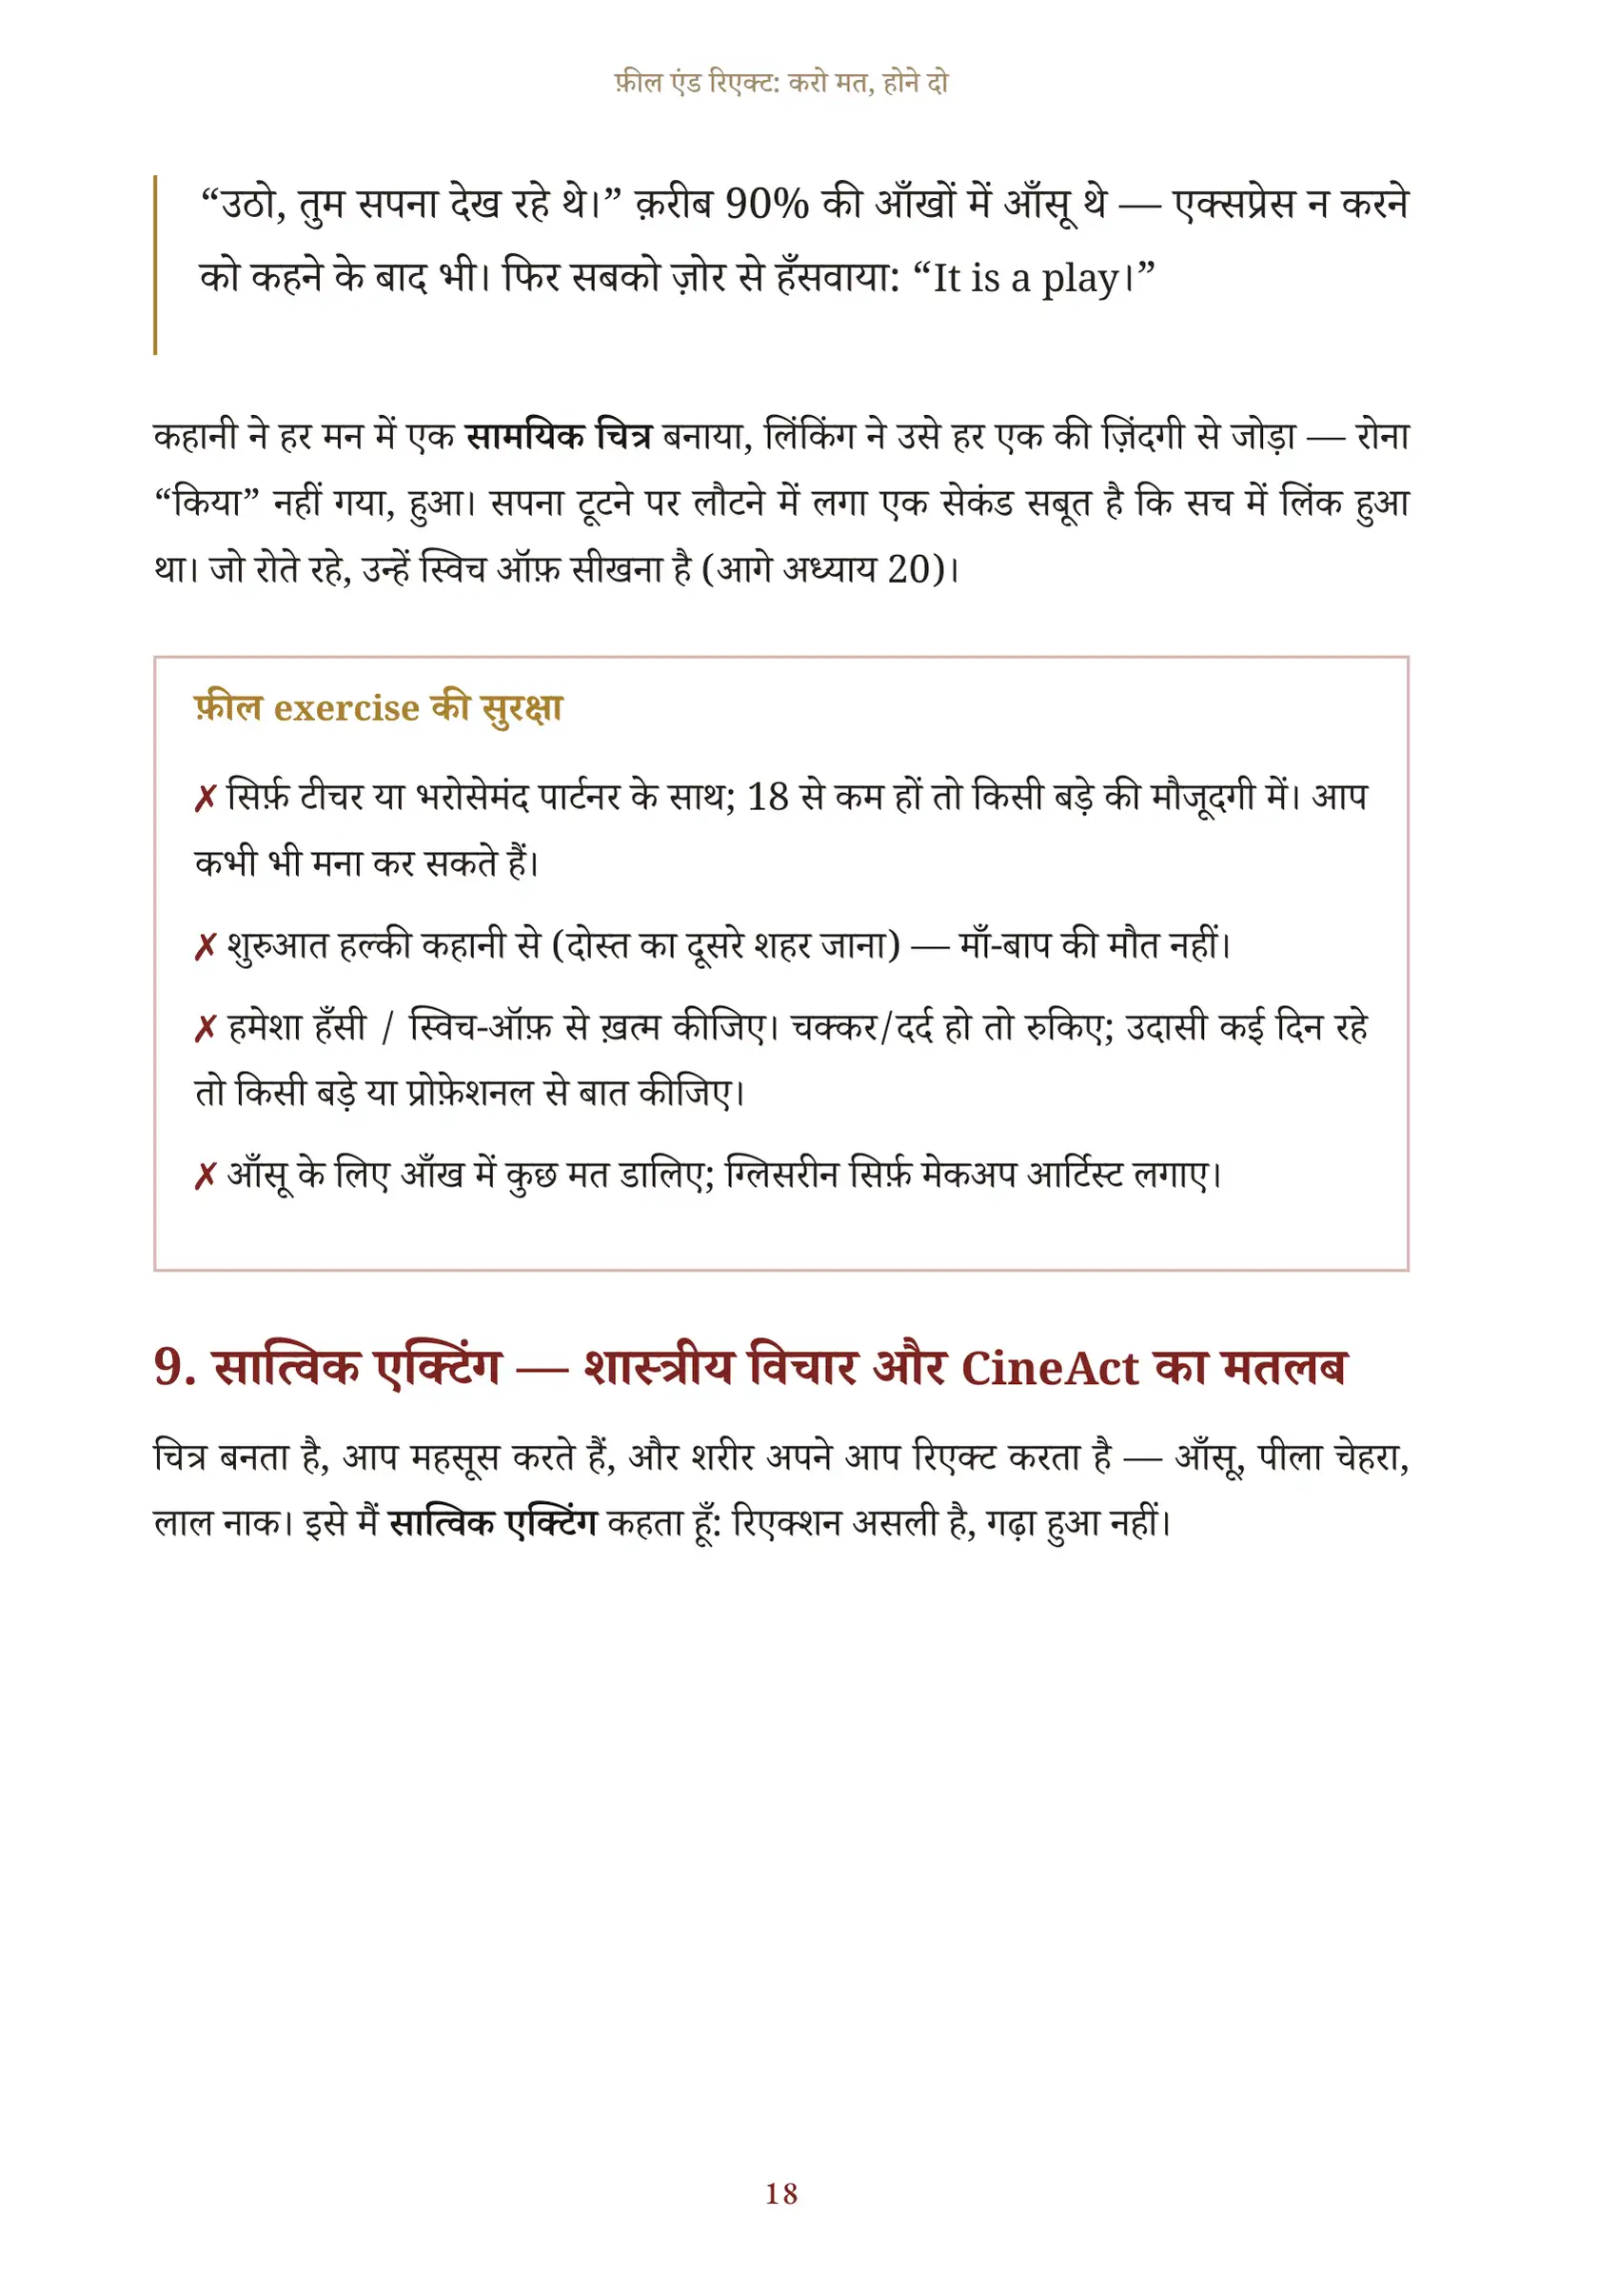 फ़ील एंड रिएक्ट: करो मत, होने दो
“उठो, तुम सपना देख रहे थे।” क़रीब 90% की आँखों में आँसू थे — एक्सप्रेस न करने
को कहने के बाद भी। फिर सबको ज़ोर से हँसवाया: “It is a play।”
कहानी ने हर मन में एक सामयिक चित्र बनाया, लिंकिंग ने उसे हर एक की ज़िंदगी से जोड़ा — रोना
“किया” नहीं गया, हुआ। सपना टूटने पर लौटने में लगा एक सेकंड सबूत है कि सच में लिंक हुआ
था। जो रोते रहे, उन्हें स्विच ऑफ़ सीखना है (आगे अध्याय 20)।
फ़ील exercise की सुरक्षा
✗ सिर्फ़ टीचर या भरोसेमंद पार्टनर के साथ; 18 से कम हों तो किसी बड़े की मौजूदगी में। आप
कभी भी मना कर सकते हैं।
✗ शुरुआत हल्की कहानी से (दोस्त का दूसरे शहर जाना) — माँ-बाप की मौत नहीं।
✗ हमेशा हँसी / स्विच-ऑफ़ से ख़त्म कीजिए। चक्कर/दर्द हो तो रुकिए; उदासी कई दिन रहे
तो किसी बड़े या प्रोफ़ेशनल से बात कीजिए।
✗ आँसू के लिए आँख में कुछ मत डालिए; ग्लिसरीन सिर्फ़ मेकअप आर्टिस्ट लगाए।
9. सात्विक एक्टिंग — शास्त्रीय विचार और CineAct का मतलब
चित्र बनता है, आप महसूस करते हैं, और शरीर अपने आप रिएक्ट करता है — आँसू, पीला चेहरा,
लाल नाक। इसे मैं सात्विक एक्टिंग कहता हूँ: रिएक्शन असली है, गढ़ा हुआ नहीं।
18